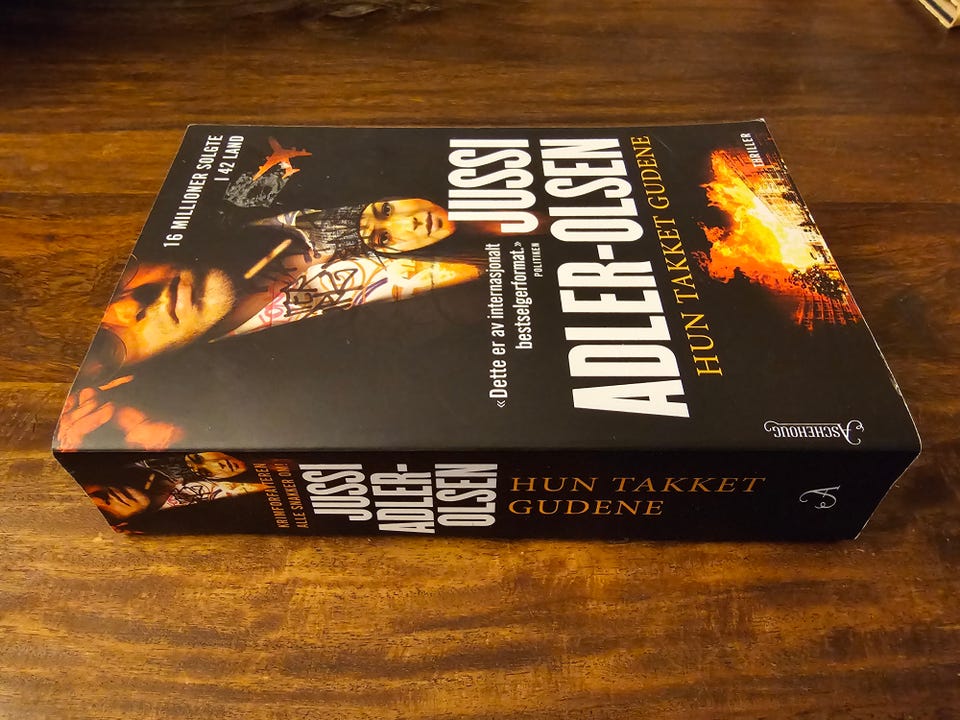 16 MILLIONER SOLGTE
I 42 LAND
«Dette er av internasjonalt
bestselgerformat.»
POLITIKEN
JUSSI
ADLER-OLSEN
HUN TAKKET GUDENE
THRILLER
ASCHEHOUG
KRIMFORFATTEREN
ALLE SNAKKER OM!
JUSSI
ADLER-
OLSEN
HUN TAKKET
GUDENE
A